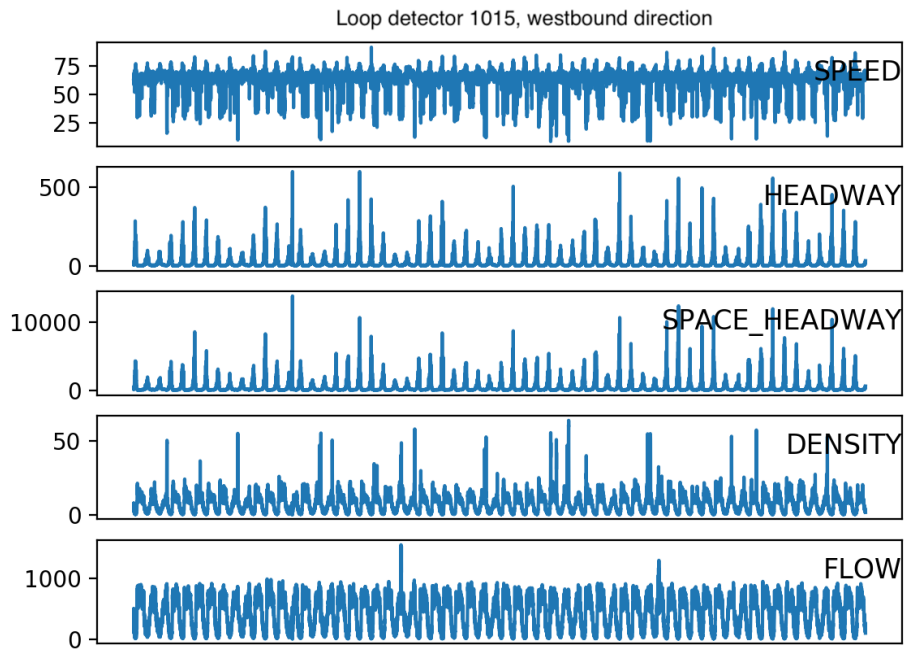 Loop detector 1015, westbound direction
75
50
25
SPEED
500
0
HEADWAY
10000
0
SPACE_HEADWAY
50
0
DENSITY
1000
0
FLOW